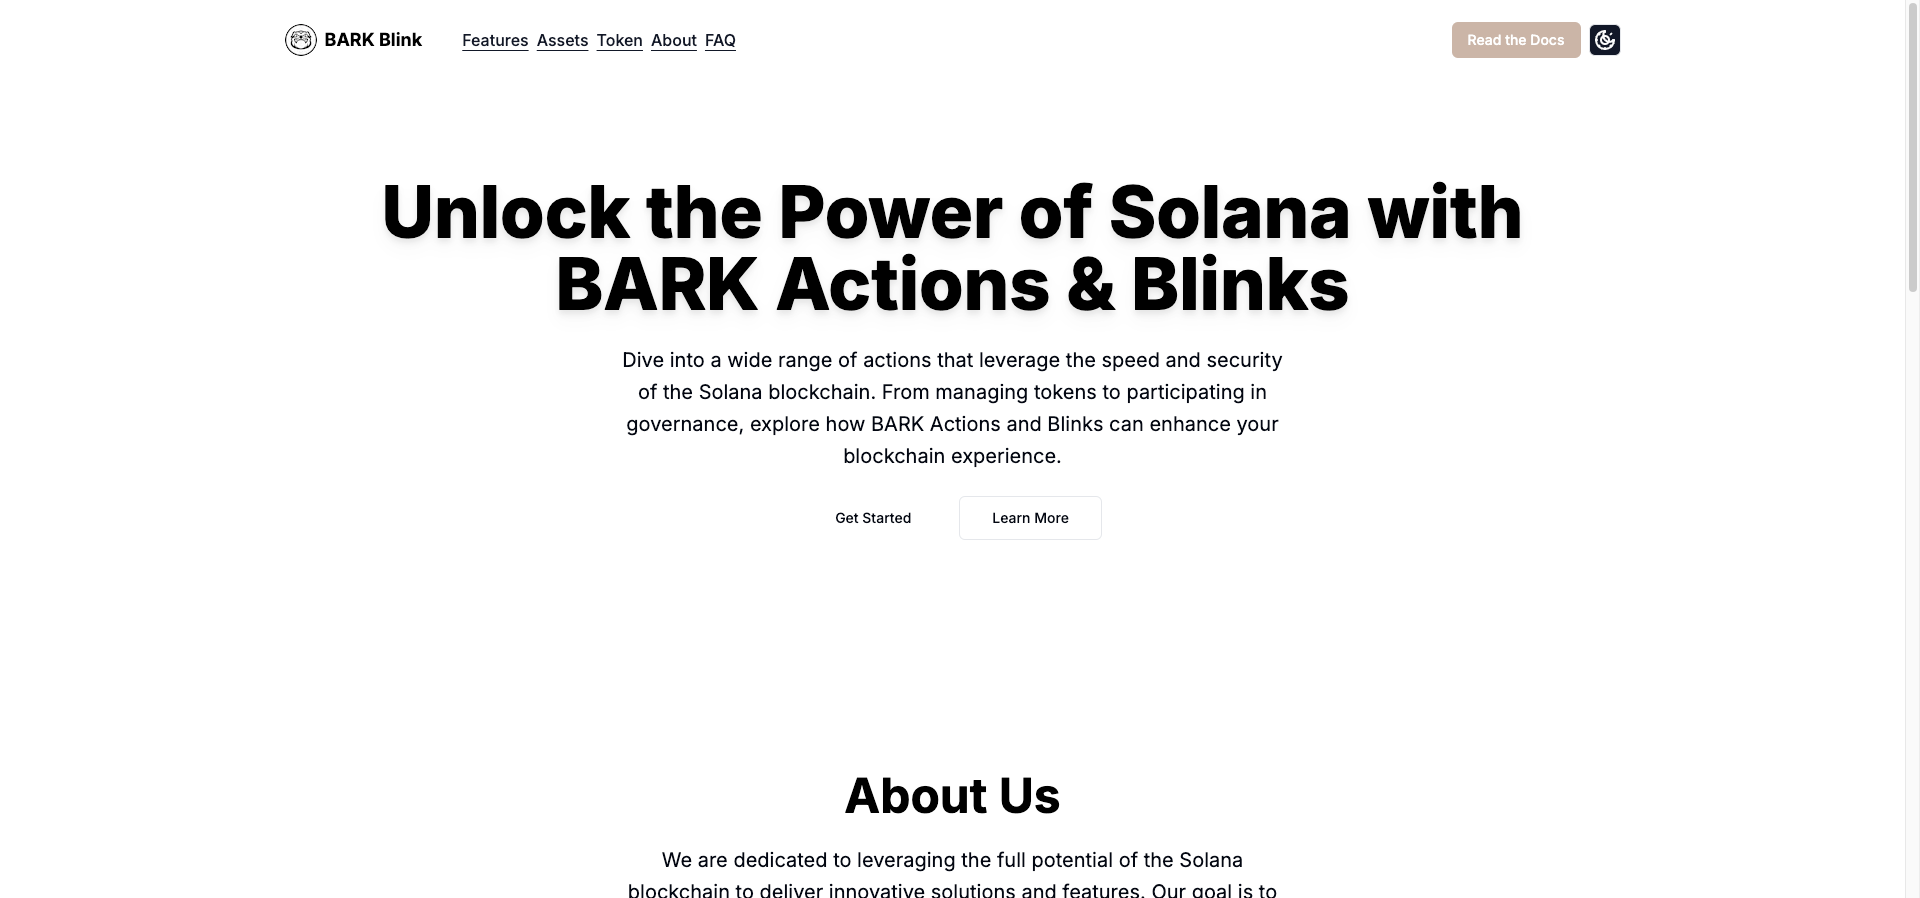 BARK Blink
Features Assets Token About FAQ
Read the Docs
Unlock the Power of Solana with
BARK Actions & Blinks
Dive into a wide range of actions that leverage the speed and security
of the Solana blockchain. From managing tokens to participating in
governance, explore how BARK Actions and Blinks can enhance your
blockchain experience.
Get Started
Learn More
About Us
We are dedicated to leveraging the full potential of the Solana
blockchain to deliver innovative solutions and features. Our goal is to